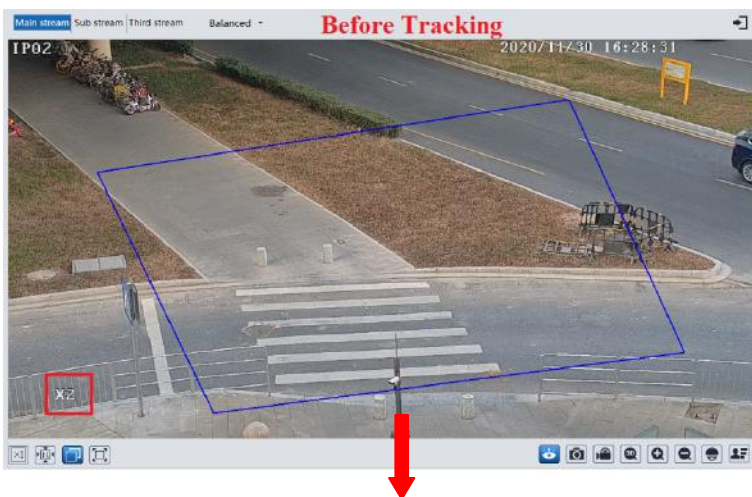 Main stream Sub stream Third stream Balanced Before Tracking
IP02 2020/11/30 16:28:31
X2